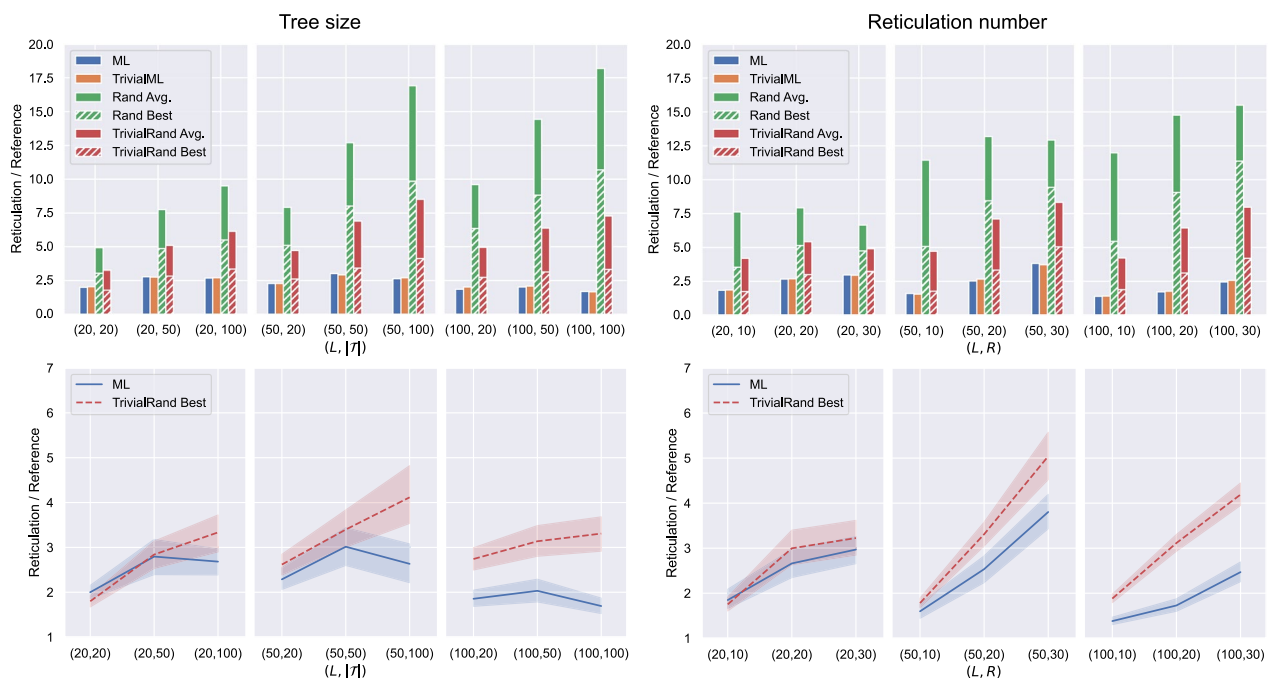 Tree size
Reticulation / Reference
20.0
17.5
15.0
12.5
10.0
7.5
5.0
2.5
0.0
ML
TrivialML
Rand Avg.
Rand Best
TrivialRand Avg.
TrivialRand Best
(20, 20) (20, 50) (20, 100) (50, 20) (50, 50) (50, 100) (100, 20) (100, 50) (100, 100)
(L, |𝒯|)
Reticulation number
Reticulation / Reference
20.0
17.5
15.0
12.5
10.0
7.5
5.0
2.5
0.0
ML
TrivialML
Rand Avg.
Rand Best
TrivialRand Avg.
TrivialRand Best
(20, 10) (20, 20) (20, 30) (50, 10) (50, 20) (50, 30) (100, 10) (100, 20) (100, 30)
(L, R)
Reticulation / Reference
7
6
5
4
3
2
1
ML
TrivialRand Best
(20,20) (20,50) (20,100) (50,20) (50,50) (50,100) (100,20) (100,50) (100,100)
(L, |𝒯|)
Reticulation / Reference
7
6
5
4
3
2
1
ML
TrivialRand Best
(20,10) (20,20) (20,30) (50,10) (50,20) (50,30) (100,10) (100,20) (100,30)
(L, R)